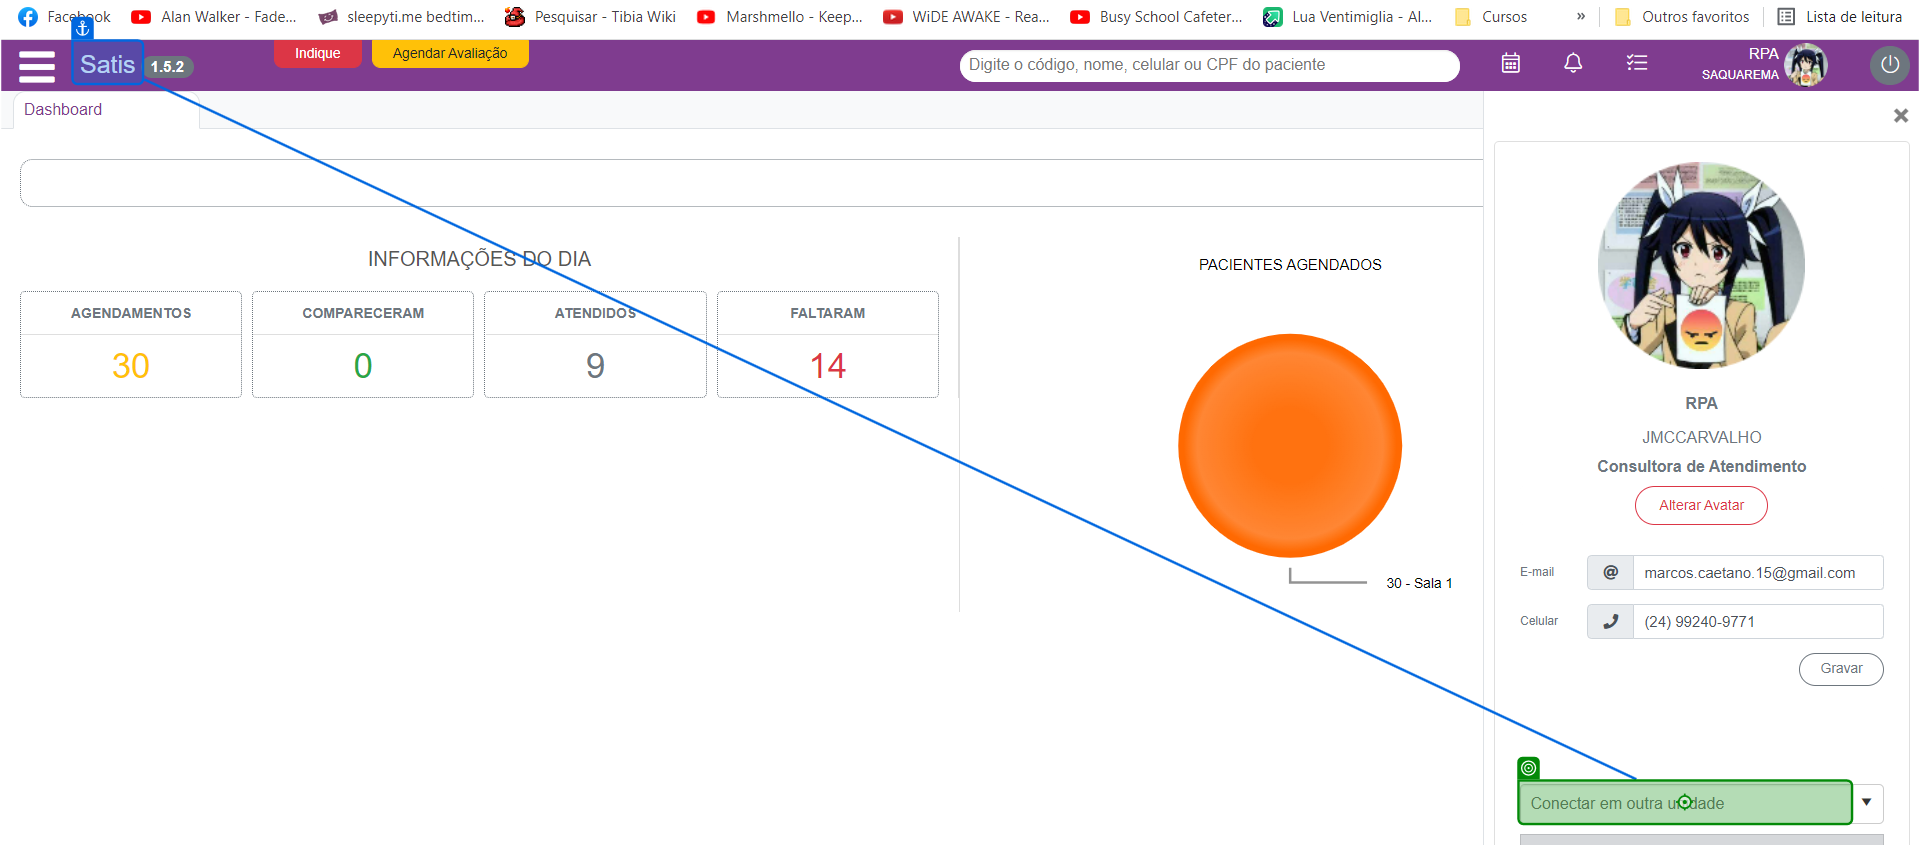 Facebook Alan Walker - Fade... sleepyti.me bedtim... Pesquisar - Tibia Wiki Marshmello - Keep... WiDE AWAKE - Rea... Busy School Cafeter... Lua Ventimiglia - Al... Cursos » Outros favoritos Lista de leitura
Satis 1.5.2 Indique Agendar Avaliação Digite o código, nome, celular ou CPF do paciente RPA
SAQUAREMA
Dashboard
INFORMAÇÕES DO DIA
AGENDAMENTOS COMPARECERAM ATENDIDOS FALTARAM
30 0 9 14
PACIENTES AGENDADOS
30 - Sala 1
RPA
JMCCARVALHO
Consultora de Atendimento
Alterar Avatar
E-mail @ marcos.caetano.15@gmail.com
Celular (24) 99240-9771
Gravar
Conectar em outra unidade